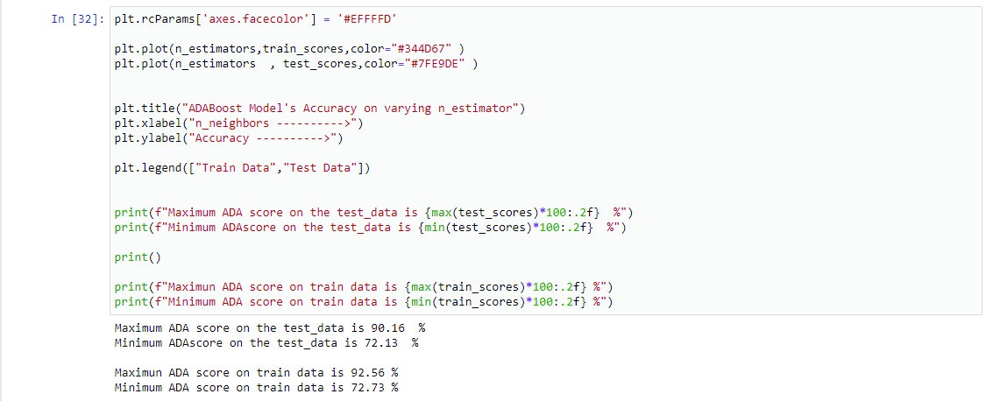 In [32]: plt.rcParams['axes.facecolor'] = '#EFFFFD'
plt.plot(n_estimators,train_scores,color="#344D67" )
plt.plot(n_estimators  , test_scores,color="#7FE9DE" )
plt.title("ADABoost Model's Accuracy on varying n_estimator")
plt.xlabel("n_neighbors ---------->")
plt.ylabel("Accuracy ---------->")
plt.legend(["Train Data","Test Data"])
print(f"Maximum ADA score on the test_data is {max(test_scores)*100:.2f}  %")
print(f"Minimum ADAscore on the test_data is {min(test_scores)*100:.2f}  %")
print()
print(f"Maximun ADA score on train data is {max(train_scores)*100:.2f} %")
print(f"Minimum ADA score on train data is {min(train_scores)*100:.2f} %")
Maximum ADA score on the test_data is 90.16  %
Minimum ADAscore on the test_data is 72.13  %
Maximun ADA score on train data is 92.56 %
Minimum ADA score on train data is 72.73 %